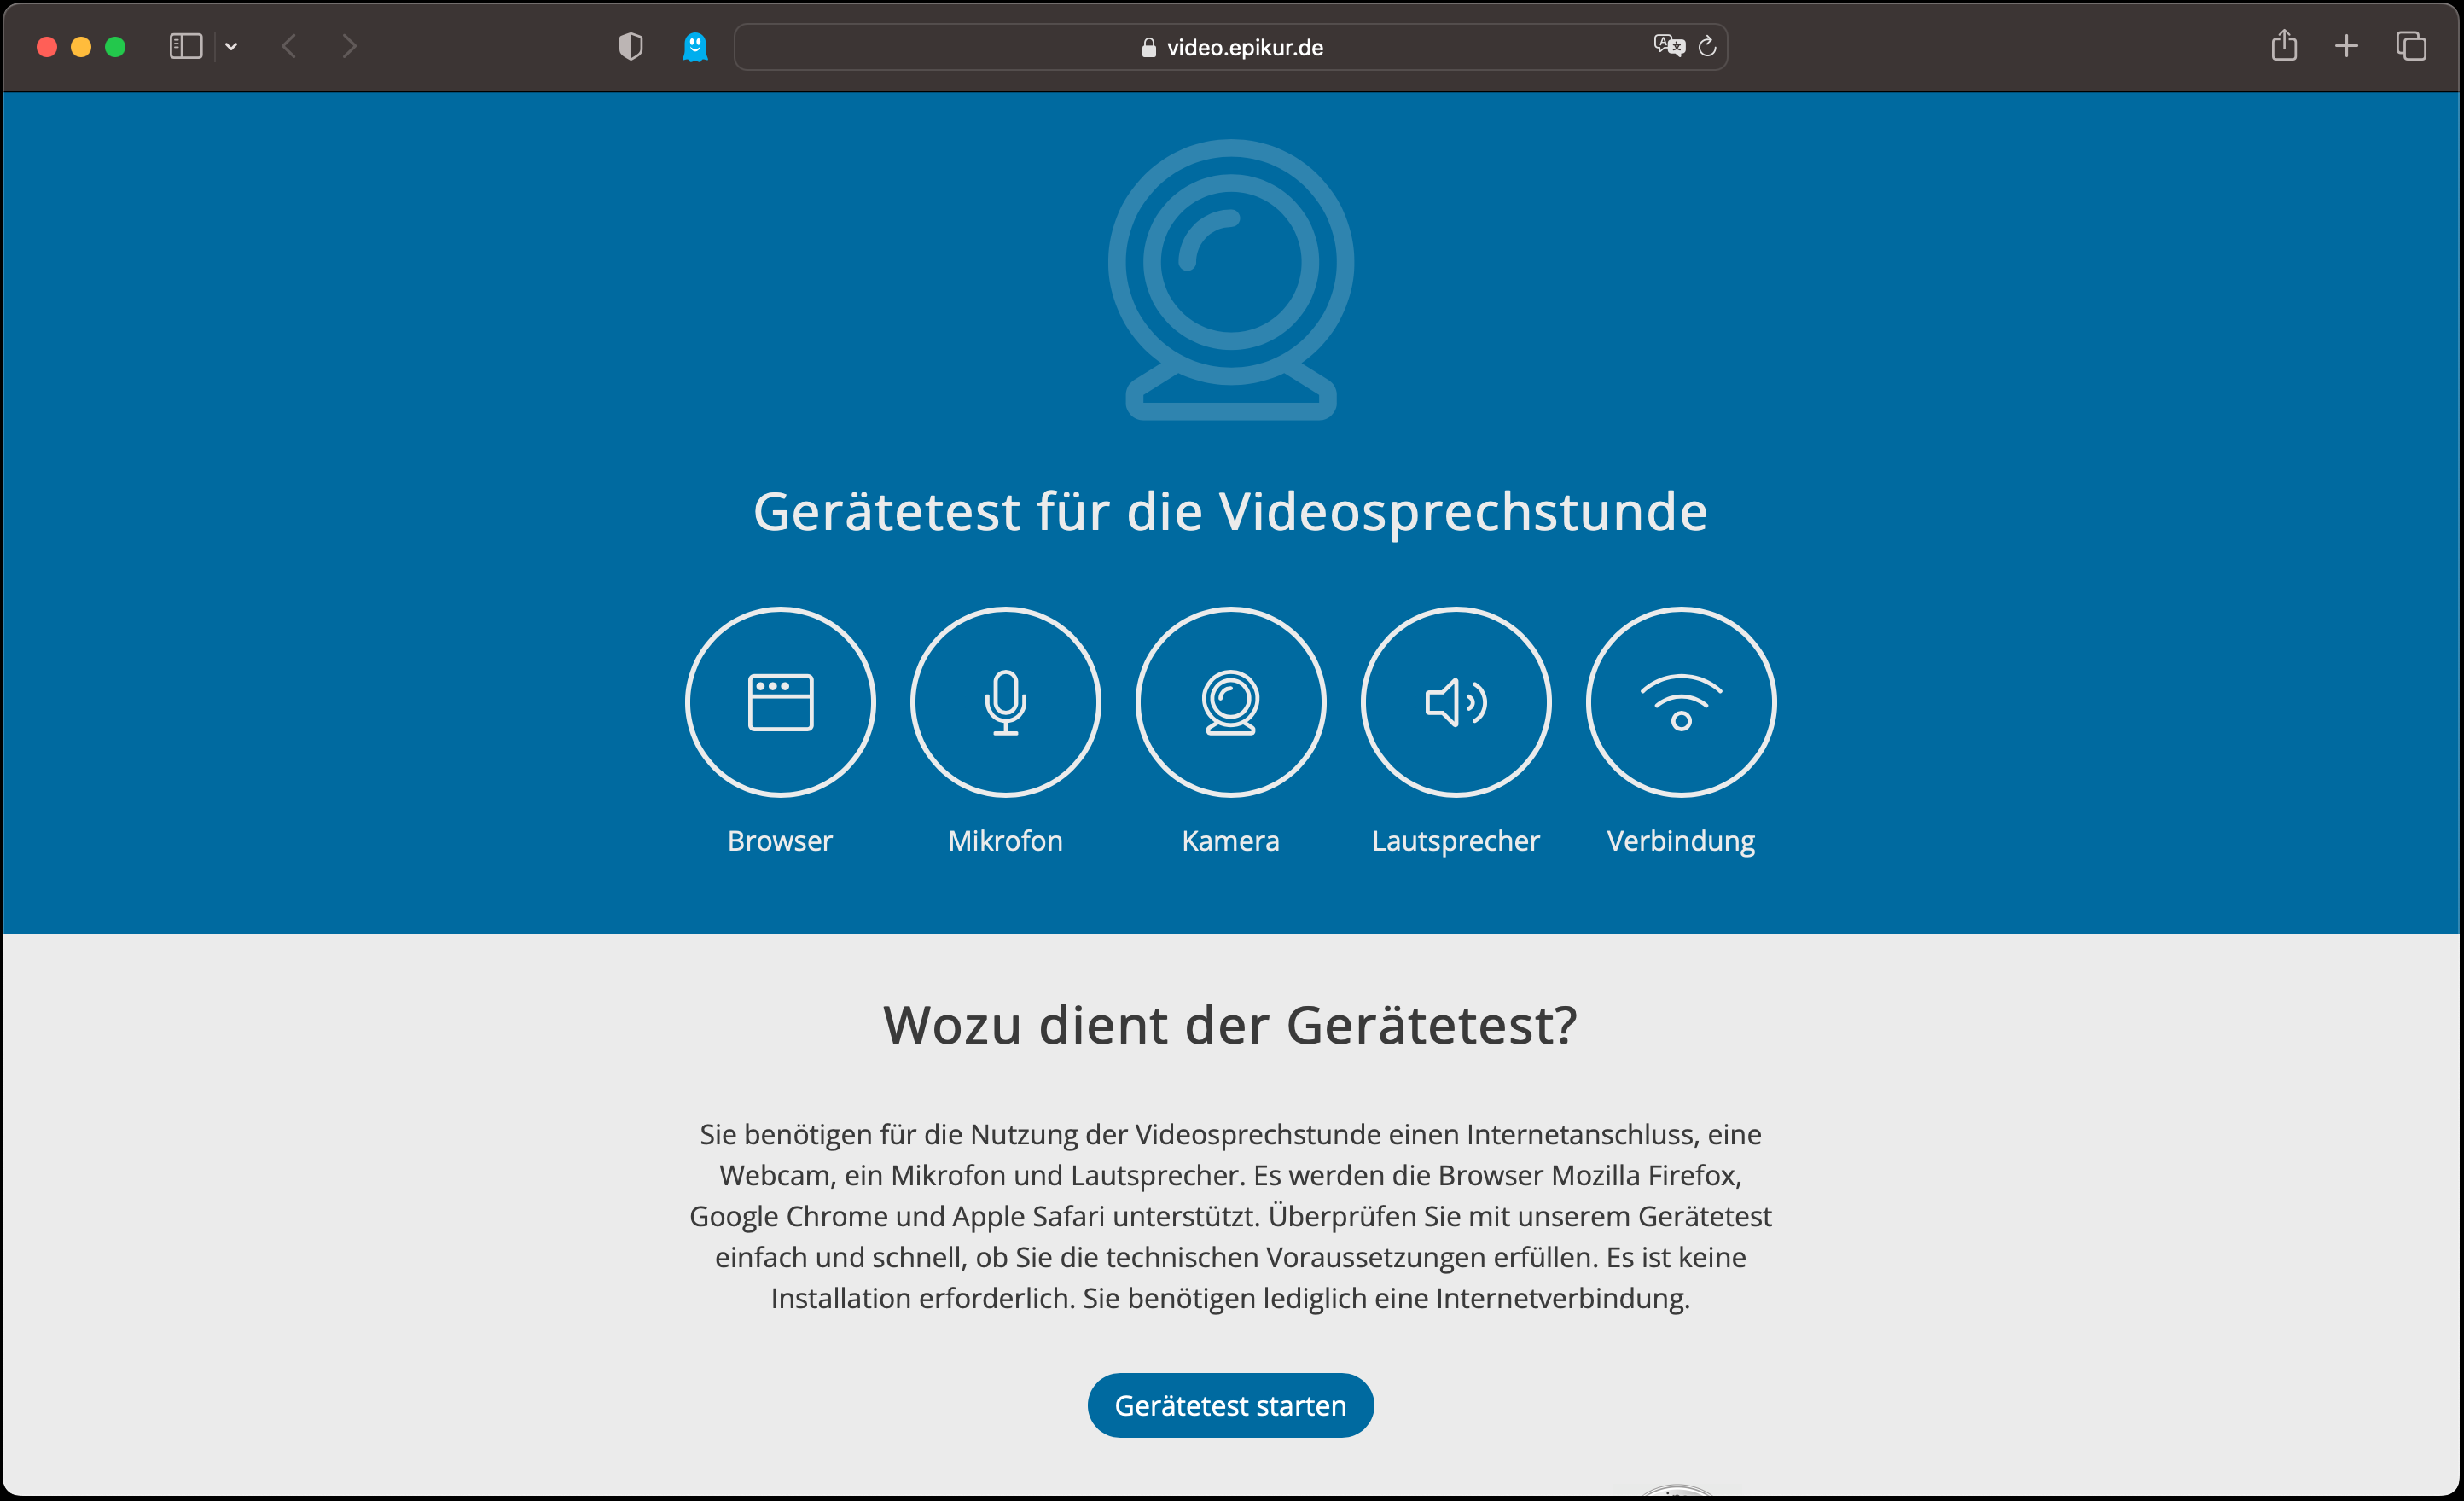 video.epikur.de
Gerätetest für die Videosprechstunde
Browser
Mikrofon
Kamera
Lautsprecher
Verbindung
Wozu dient der Gerätetest?
Sie benötigen für die Nutzung der Videosprechstunde einen Internetanschluss, eine
Webcam, ein Mikrofon und Lautsprecher. Es werden die Browser Mozilla Firefox,
Google Chrome und Apple Safari unterstützt. Überprüfen Sie mit unserem Gerätetest
einfach und schnell, ob Sie die technischen Voraussetzungen erfüllen. Es ist keine
Installation erforderlich. Sie benötigen lediglich eine Internetverbindung.
Gerätetest starten